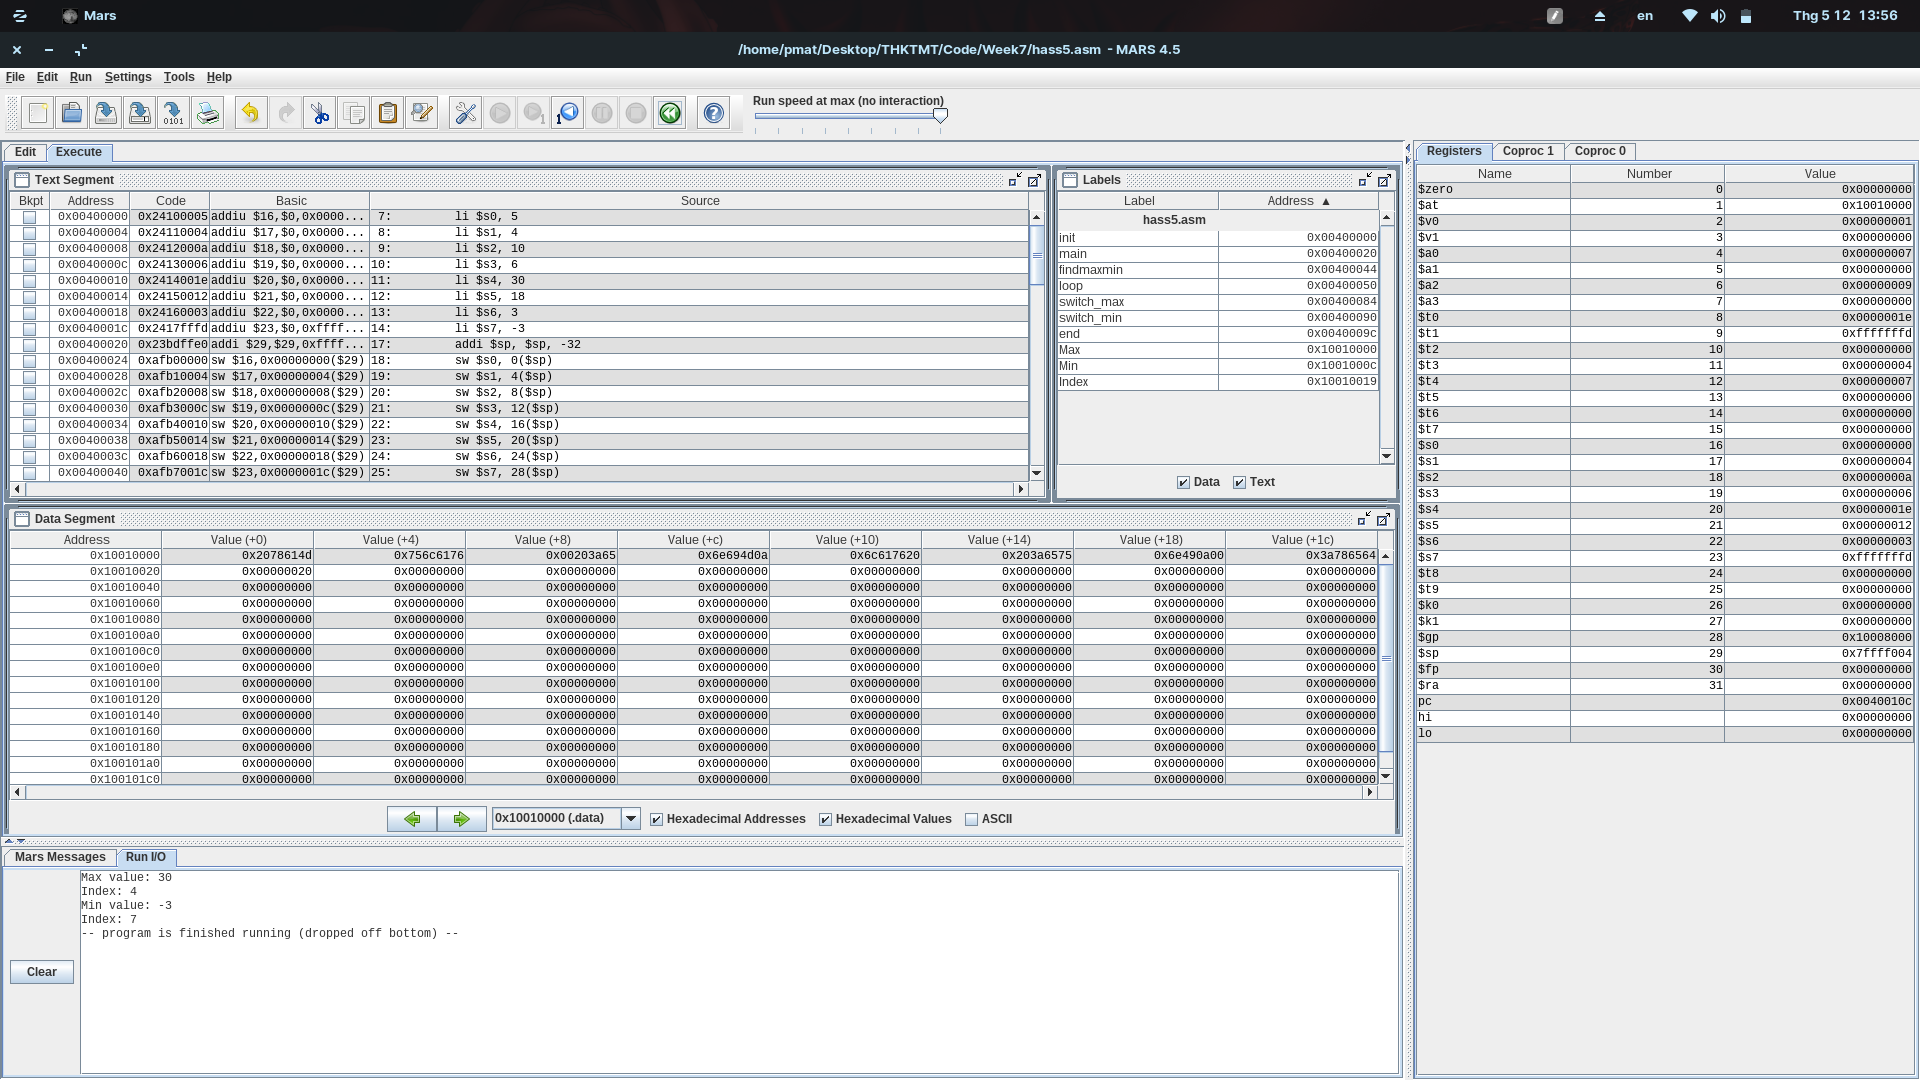 Mars
en
Thg 5 12 13:56
/home/pmat/Desktop/THKTMT/Code/Week7/hass5.asm - MARS 4.5
File Edit Run Settings Tools Help
Run speed at max (no interaction)
Edit Execute
Text Segment
Bkpt Address Code Basic Source
0x00400000 0x24100005 addiu $16,$0,0x0000... 7: li $s0, 5
0x00400004 0x24110004 addiu $17,$0,0x0000... 8: li $s1, 4
0x00400008 0x2412000a addiu $18,$0,0x0000... 9: li $s2, 10
0x0040000c 0x24130006 addiu $19,$0,0x0000... 10: li $s3, 6
0x00400010 0x2414001e addiu $20,$0,0x0000... 11: li $s4, 30
0x00400014 0x24150012 addiu $21,$0,0x0000... 12: li $s5, 18
0x00400018 0x24160003 addiu $22,$0,0x0000... 13: li $s6, 3
0x0040001c 0x2417fffd addiu $23,$0,0xffff... 14: li $s7, -3
0x00400020 0x23bdffe0 addi $29,$29,0xffff... 17: addi $sp, $sp, -32
0x00400024 0xafb00000 sw $16,0x00000000($29) 18: sw $s0, 0($sp)
0x00400028 0xafb10004 sw $17,0x00000004($29) 19: sw $s1, 4($sp)
0x0040002c 0xafb20008 sw $18,0x00000008($29) 20: sw $s2, 8($sp)
0x00400030 0xafb3000c sw $19,0x0000000c($29) 21: sw $s3, 12($sp)
0x00400034 0xafb40010 sw $20,0x00000010($29) 22: sw $s4, 16($sp)
0x00400038 0xafb50014 sw $21,0x00000014($29) 23: sw $s5, 20($sp)
0x0040003c 0xafb60018 sw $22,0x00000018($29) 24: sw $s6, 24($sp)
0x00400040 0xafb7001c sw $23,0x0000001c($29) 25: sw $s7, 28($sp)
Labels
Label Address ▲
hass5.asm
init 0x00400000
main 0x00400020
findmaxmin 0x00400044
loop 0x00400050
switch_max 0x00400084
switch_min 0x00400090
end 0x0040009c
Max 0x10010000
Min 0x1001000c
Index 0x10010019
Data Text
Data Segment
Address Value (+0) Value (+4) Value (+8) Value (+c) Value (+10) Value (+14) Value (+18) Value (+1c)
0x10010000 0x2078614d 0x756c6176 0x00203a65 0x6e694d0a 0x6c617620 0x203a6575 0x6e490a00 0x3a786564
0x10010020 0x00000020 0x00000000 0x00000000 0x00000000 0x00000000 0x00000000 0x00000000 0x00000000
0x10010040 0x00000000 0x00000000 0x00000000 0x00000000 0x00000000 0x00000000 0x00000000 0x00000000
0x10010060 0x00000000 0x00000000 0x00000000 0x00000000 0x00000000 0x00000000 0x00000000 0x00000000
0x10010080 0x00000000 0x00000000 0x00000000 0x00000000 0x00000000 0x00000000 0x00000000 0x00000000
0x100100a0 0x00000000 0x00000000 0x00000000 0x00000000 0x00000000 0x00000000 0x00000000 0x00000000
0x100100c0 0x00000000 0x00000000 0x00000000 0x00000000 0x00000000 0x00000000 0x00000000 0x00000000
0x100100e0 0x00000000 0x00000000 0x00000000 0x00000000 0x00000000 0x00000000 0x00000000 0x00000000
0x10010100 0x00000000 0x00000000 0x00000000 0x00000000 0x00000000 0x00000000 0x00000000 0x00000000
0x10010120 0x00000000 0x00000000 0x00000000 0x00000000 0x00000000 0x00000000 0x00000000 0x00000000
0x10010140 0x00000000 0x00000000 0x00000000 0x00000000 0x00000000 0x00000000 0x00000000 0x00000000
0x10010160 0x00000000 0x00000000 0x00000000 0x00000000 0x00000000 0x00000000 0x00000000 0x00000000
0x10010180 0x00000000 0x00000000 0x00000000 0x00000000 0x00000000 0x00000000 0x00000000 0x00000000
0x100101a0 0x00000000 0x00000000 0x00000000 0x00000000 0x00000000 0x00000000 0x00000000 0x00000000
0x100101c0 0x00000000 0x00000000 0x00000000 0x00000000 0x00000000 0x00000000 0x00000000 0x00000000
0x10010000 (.data) Hexadecimal Addresses Hexadecimal Values ASCII
Mars Messages Run I/O
Max value: 30
Index: 4
Min value: -3
Index: 7
-- program is finished running (dropped off bottom) --
Clear
Registers Coproc 1 Coproc 0
Name Number Value
$zero 0 0x00000000
$at 1 0x10010000
$v0 2 0x00000001
$v1 3 0x00000000
$a0 4 0x00000007
$a1 5 0x00000000
$a2 6 0x00000009
$a3 7 0x00000000
$t0 8 0x0000001e
$t1 9 0xfffffffd
$t2 10 0x00000000
$t3 11 0x00000004
$t4 12 0x00000007
$t5 13 0x00000000
$t6 14 0x00000000
$t7 15 0x00000000
$s0 16 0x00000000
$s1 17 0x00000004
$s2 18 0x0000000a
$s3 19 0x00000006
$s4 20 0x0000001e
$s5 21 0x00000012
$s6 22 0x00000003
$s7 23 0xfffffffd
$t8 24 0x00000000
$t9 25 0x00000000
$k0 26 0x00000000
$k1 27 0x00000000
$gp 28 0x10008000
$sp 29 0x7ffff004
$fp 30 0x00000000
$ra 31 0x00000000
pc 0x0040010c
hi 0x00000000
lo 0x00000000